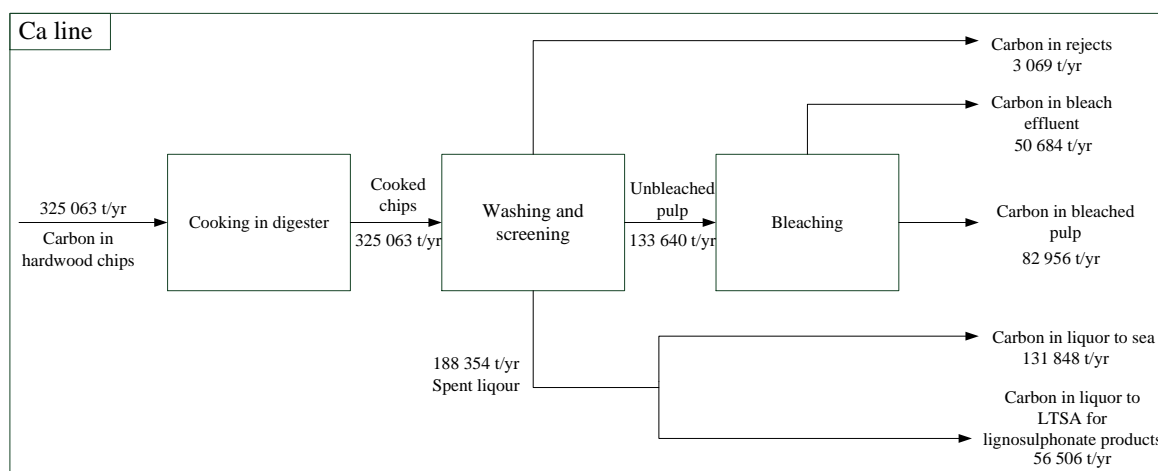 Ca line
Carbon in rejects
3 069 t/yr
Carbon in bleach
effluent
50 684 t/yr
325 063 t/yr
Carbon in
hardwood chips
Cooking in digester
Cooked
chips
325 063 t/yr
Washing and
screening
Unbleached
pulp
133 640 t/yr
Bleaching
Carbon in bleached
pulp
82 956 t/yr
188 354 t/yr
Spent liqour
Carbon in liquor to sea
131 848 t/yr
Carbon in liquor to
LTSA for
lignosulphonate products
56 506 t/yr